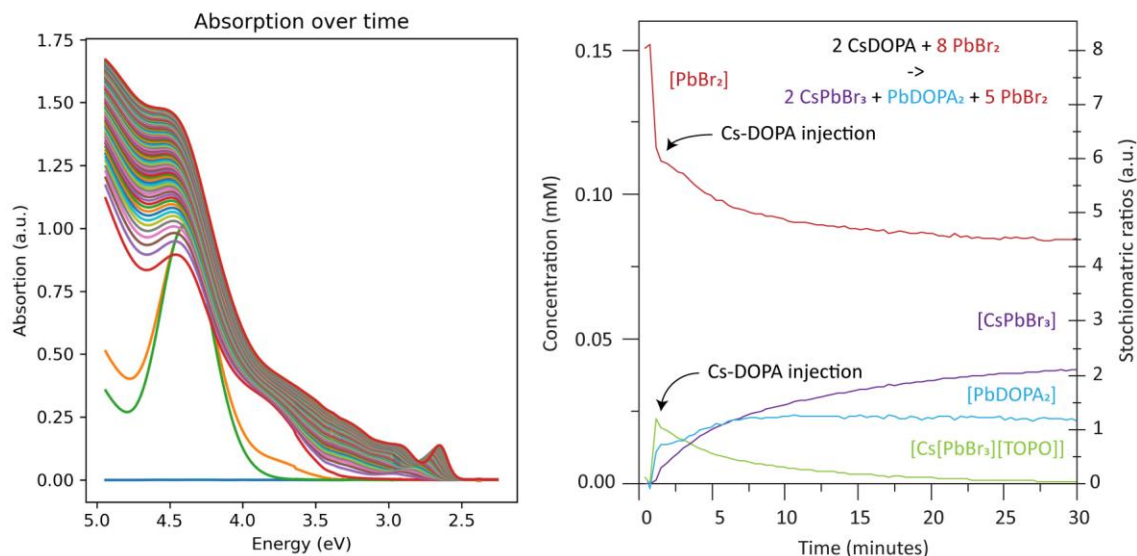 Absorption over time
Absortion (a.u.)
1.75
1.50
1.25
1.00
0.75
0.50
0.25
0.00
5.0 4.5 4.0 3.5 3.0 2.5
Energy (eV)
Concentration (mM)
0.15
0.10
0.05
0.00
[PbBr₂]
2 CsDOPA + 8 PbBr₂
->
2 CsPbBr₃ + PbDOPA₂ + 5 PbBr₂
Cs-DOPA injection
[CsPbBr₃]
Cs-DOPA injection
[PbDOPA₂]
[Cs[PbBr₃][TOPO]]
8
7
6
5
4
3
2
1
0
Stochiomatric ratios (a.u.)
0 5 10 15 20 25 30
Time (minutes)